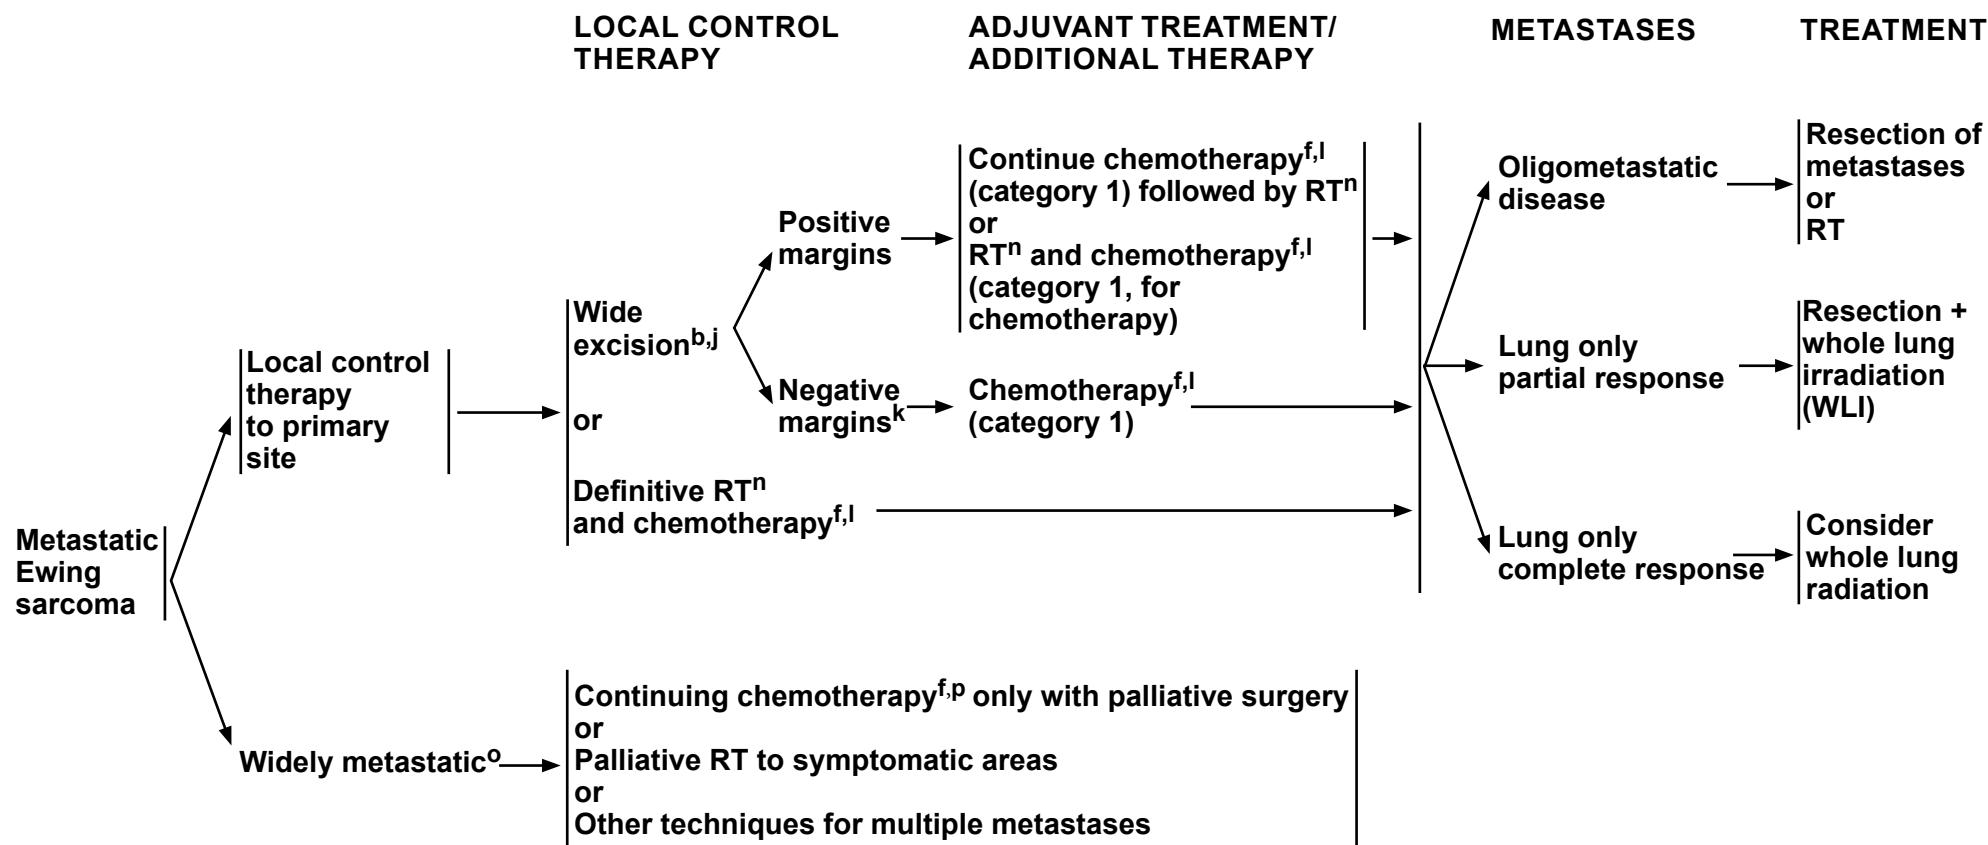 LOCAL CONTROL
THERAPY
ADJUVANT TREATMENT/
ADDITIONAL THERAPY
METASTASES
TREATMENT
Metastatic
Ewing
sarcoma
Local control
therapy
to primary
site
Wide
excisionb,j
or
Definitive RTn
and chemotherapyf,l
Positive
margins
Negative
marginsk
Continue chemotherapyf,l
(category 1) followed by RTn
or
RTn and chemotherapyf,l
(category 1, for
chemotherapy)
Chemotherapyf,l
(category 1)
Oligometastatic
disease
Resection of
metastases
or
RT
Lung only
partial response
Resection +
whole lung
irradiation
(WLI)
Lung only
complete response
Consider
whole lung
radiation
Widely metastatico
Continuing chemotherapyf,p only with palliative surgery
or
Palliative RT to symptomatic areas
or
Other techniques for multiple metastases